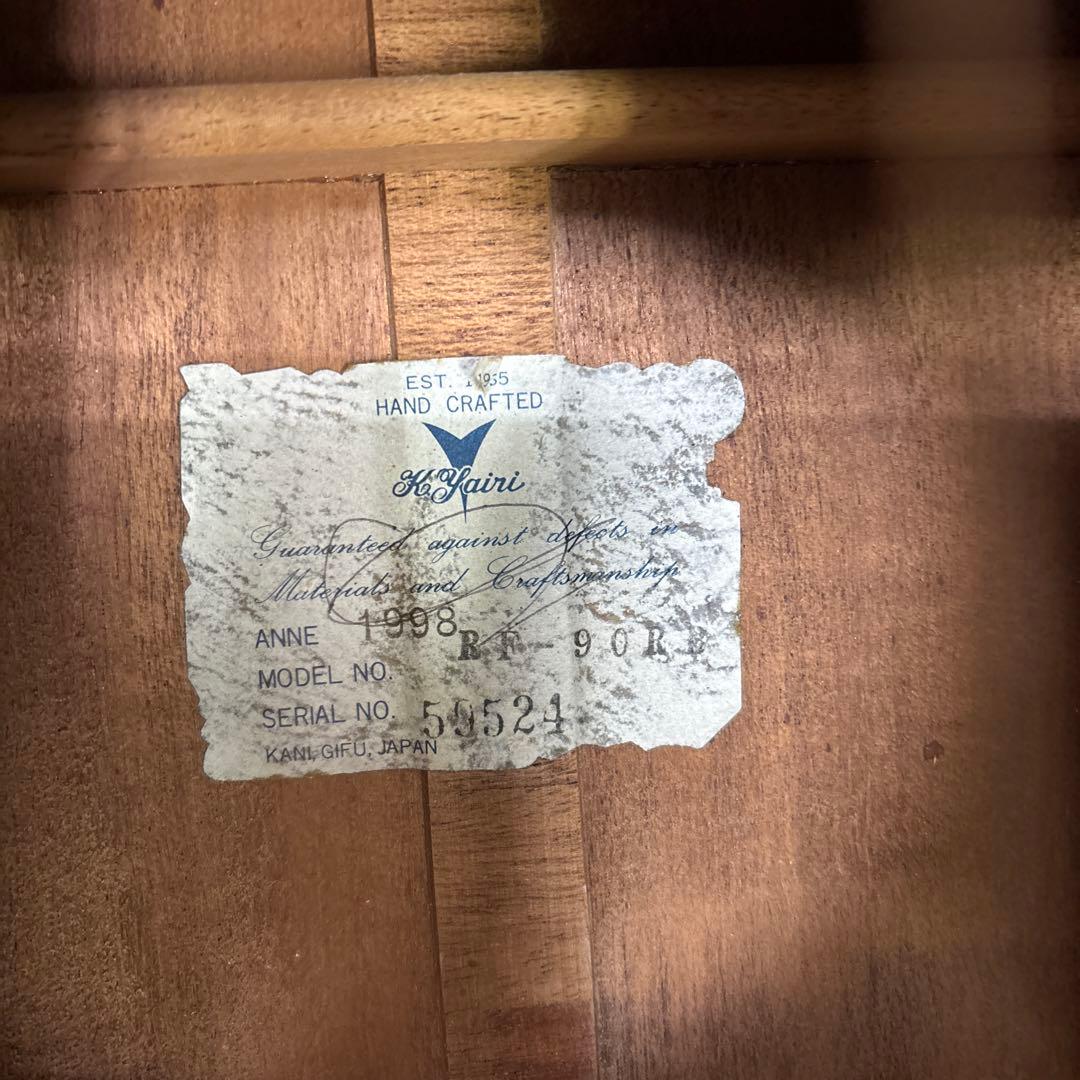 EST. 1935
HAND CRAFTED
K.Yairi
Guaranteed against defects in
Materials and Craftsmanship
ANNE 1998
MODEL NO. RF-90RB
SERIAL NO. 59524
KANI, GIFU, JAPAN